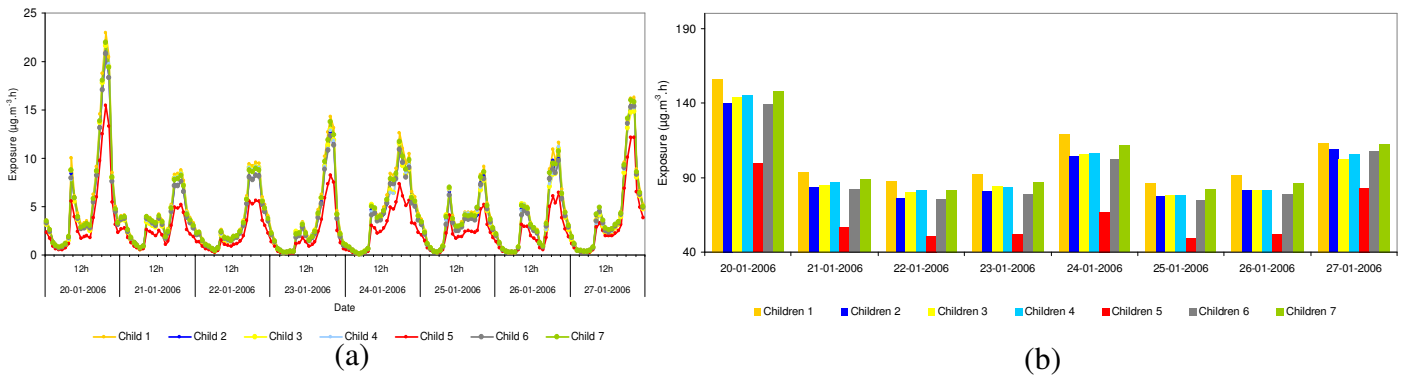 25
20
15
10
5
0
Exposure (µg.m⁻³.h)
12h 12h 12h 12h 12h 12h 12h 12h
20-01-2006 21-01-2006 22-01-2006 23-01-2006 24-01-2006 25-01-2006 26-01-2006 27-01-2006
Date
Child 1 Child 2 Child 3 Child 4 Child 5 Child 6 Child 7
(a)
190
140
90
40
Exposure (µg.m⁻³.h)
20-01-2006 21-01-2006 22-01-2006 23-01-2006 24-01-2006 25-01-2006 26-01-2006 27-01-2006
Children 1 Children 2 Children 3 Children 4 Children 5 Children 6 Children 7
(b)